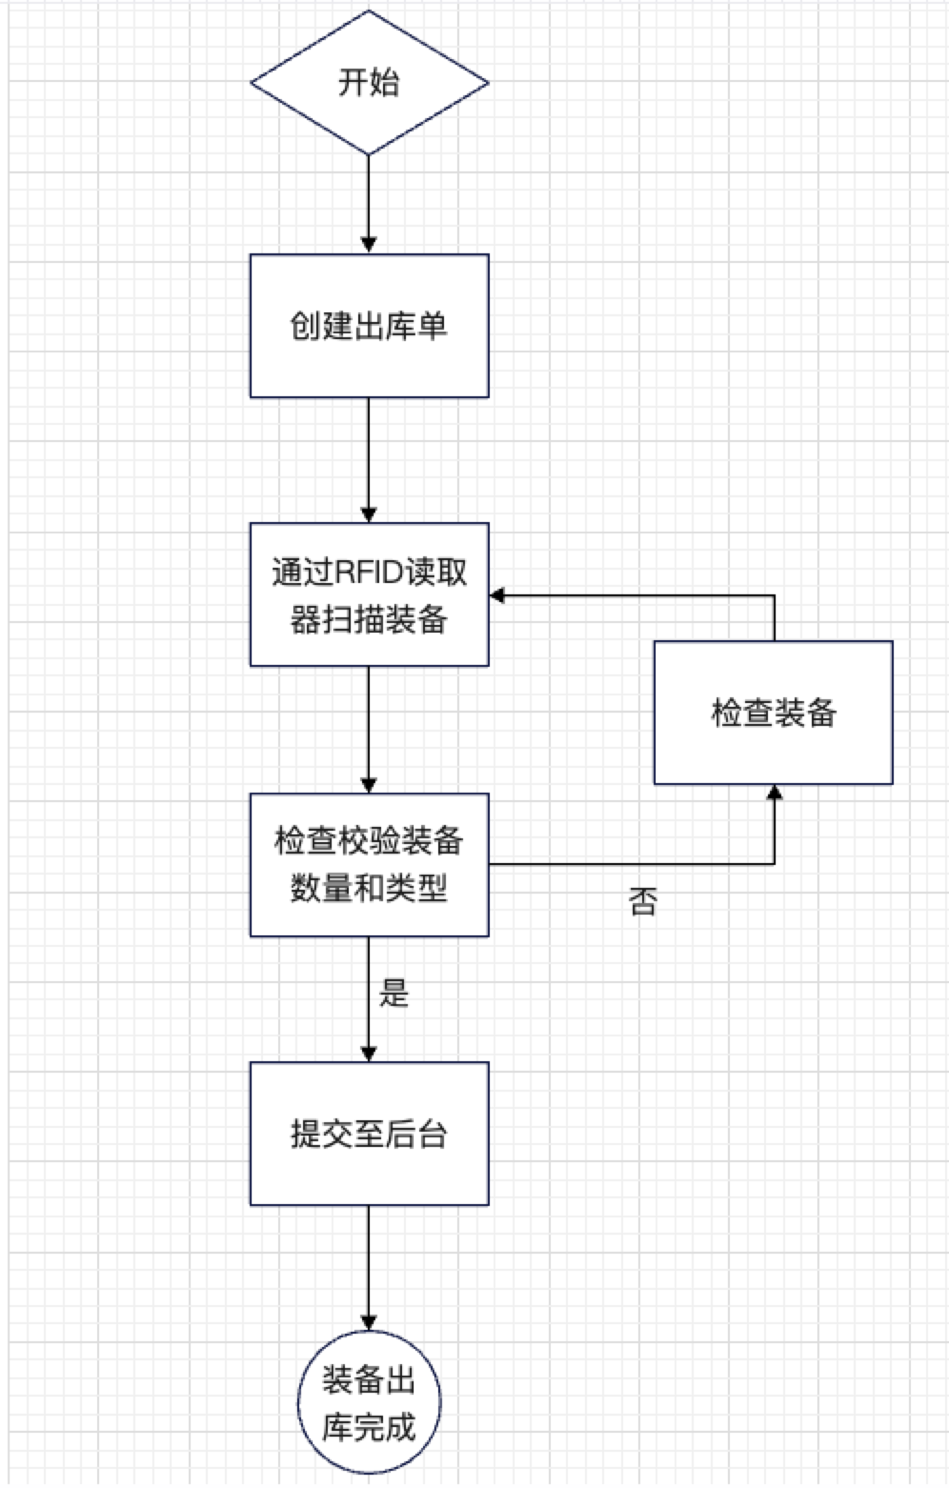 开始
创建出库单
通过RFID读取
器扫描装备
检查装备
检查校验装备
数量和类型
否
是
提交至后台
装备出
库完成